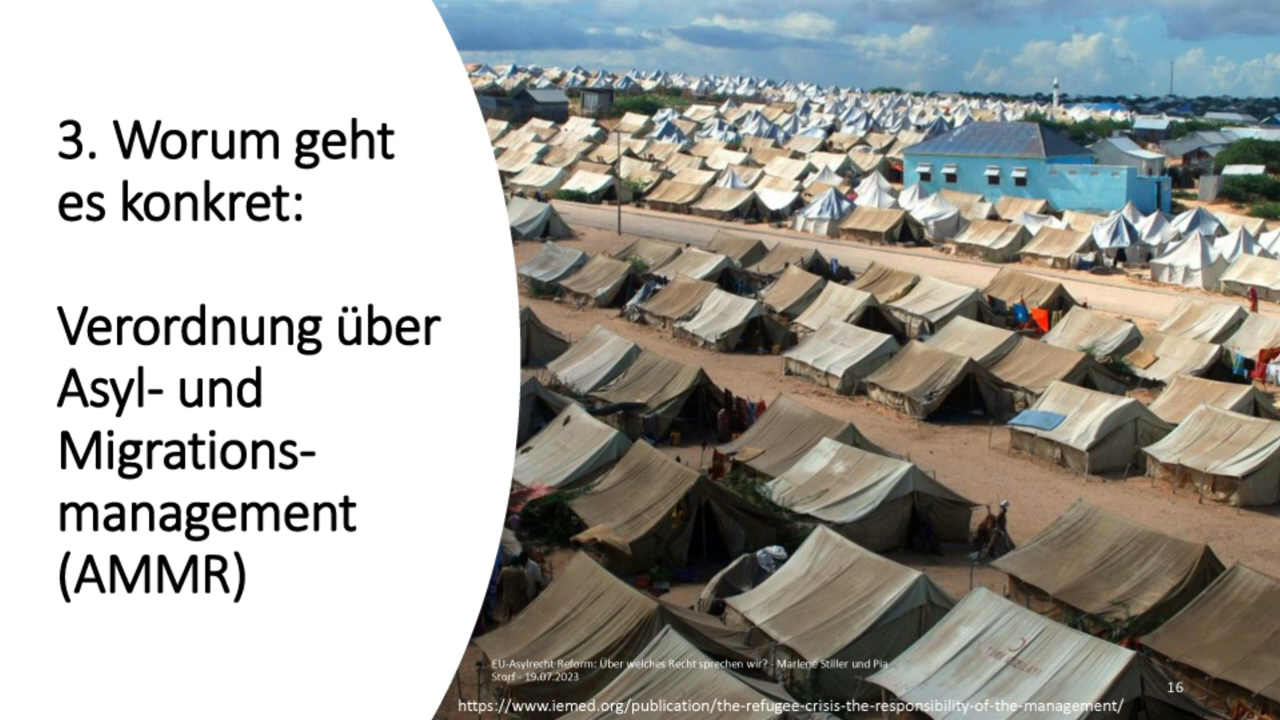 3. Worum geht
es konkret:
Verordnung über
Asyl- und
Migrations-
management
(AMMR)
EU-Asylrecht Reform: Über welches Recht sprechen wir? - Marlene Stiller und Pia
Storf - 19.07.2023
16
https://www.iemed.org/publication/the-refugee-crisis-the-responsibility-of-the-management/